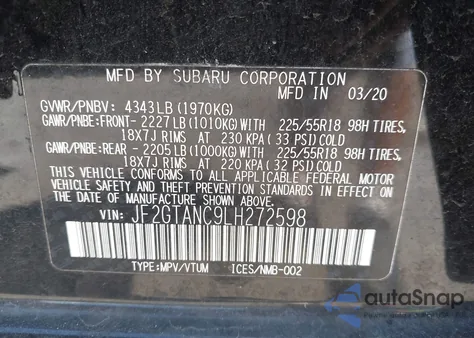 MFD BY SUBARU CORPORATION
MFD IN 03/20
GVWR/PNBV: 4343LB (1970KG)
GAWR/PNBE:FRONT- 2227LB (1010KG) WITH 225/55R18 98H TIRES,
18X7J RIMS AT 230 KPA (33 PSI) COLD
GAWR/PNBE:REAR - 2205LB (1000KG) WITH 225/55R18 98H TIRES,
18X7J RIMS AT 220 KPA (32 PSI) COLD
THIS VEHICLE CONFORMS TO ALL APPLICABLE FEDERAL MOTOR
VEHICLE SAFETY AND BUMPER STANDARDS IN EFFECT ON
THE DATE OF MANUFACTURE SHOWN ABOVE.
VIN: JF2GTANC9LH272598
TYPE:MPV/VTUM ICES/NMB-002
autoSnap